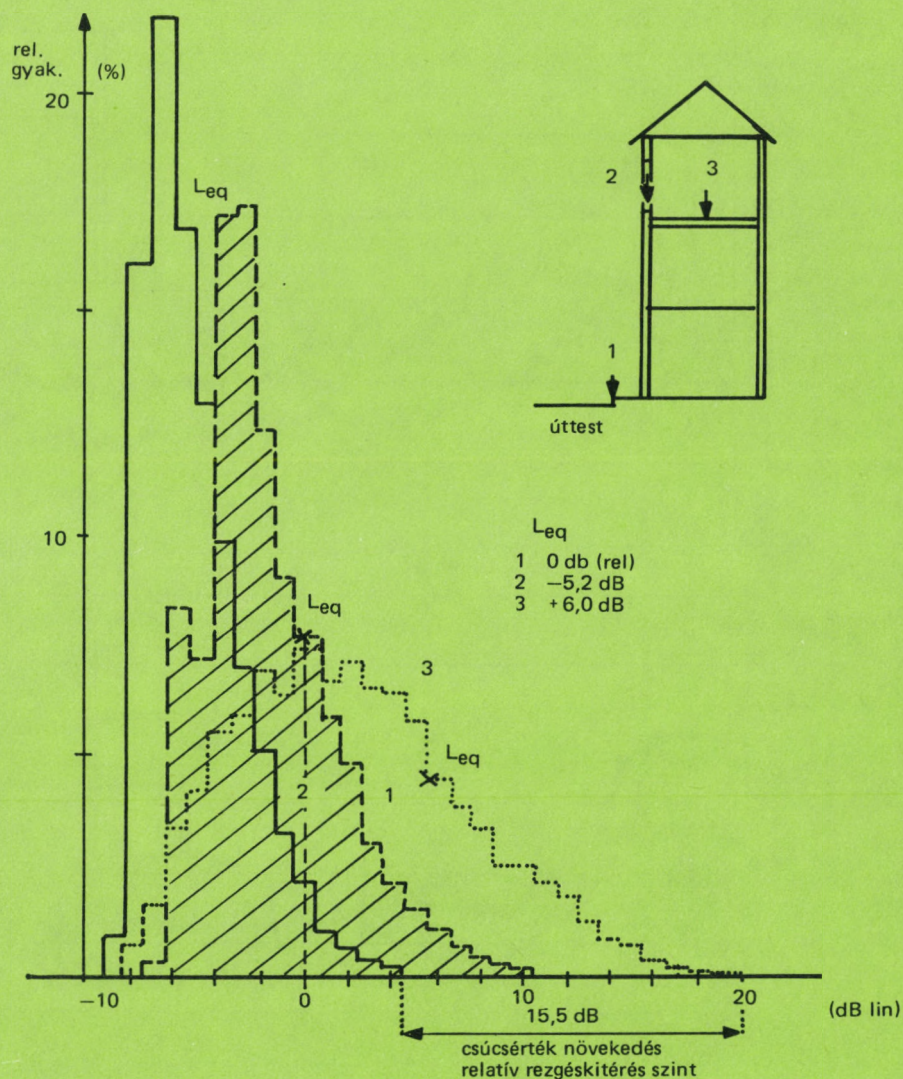 rel.
gyak. (%)
20
10
Leq
Leq
Leq
3
2
1
2
3
1
úttest
Leq
1 0 db (rel)
2 −5,2 dB
3 +6,0 dB
−10
0
10
20
(dB lin)
15,5 dB
csúcsérték növekedés
relatív rezgéskitérés szint